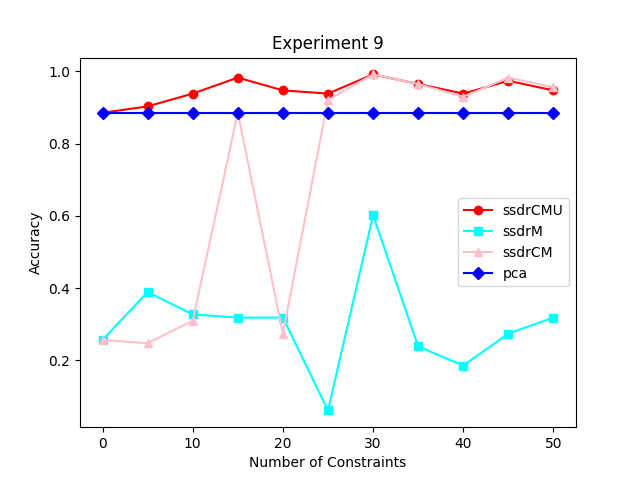 Experiment 9
1.0
0.8
0.6
0.4
0.2
Accuracy
ssdrCMU
ssdrM
ssdrCM
pca
0 10 20 30 40 50
Number of Constraints